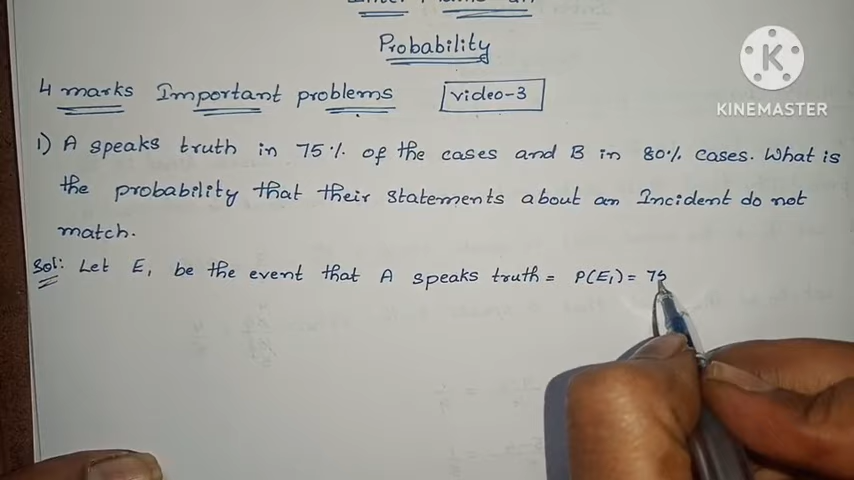 Probability
4 marks Important problems video-3
K
KINEMASTER
1) A speaks truth in 75% of the cases and B in 80% cases. What is
the probability that their statements about an Incident do not
match.
Sol: Let E₁ be the event that A speaks truth = P(E₁) = 75